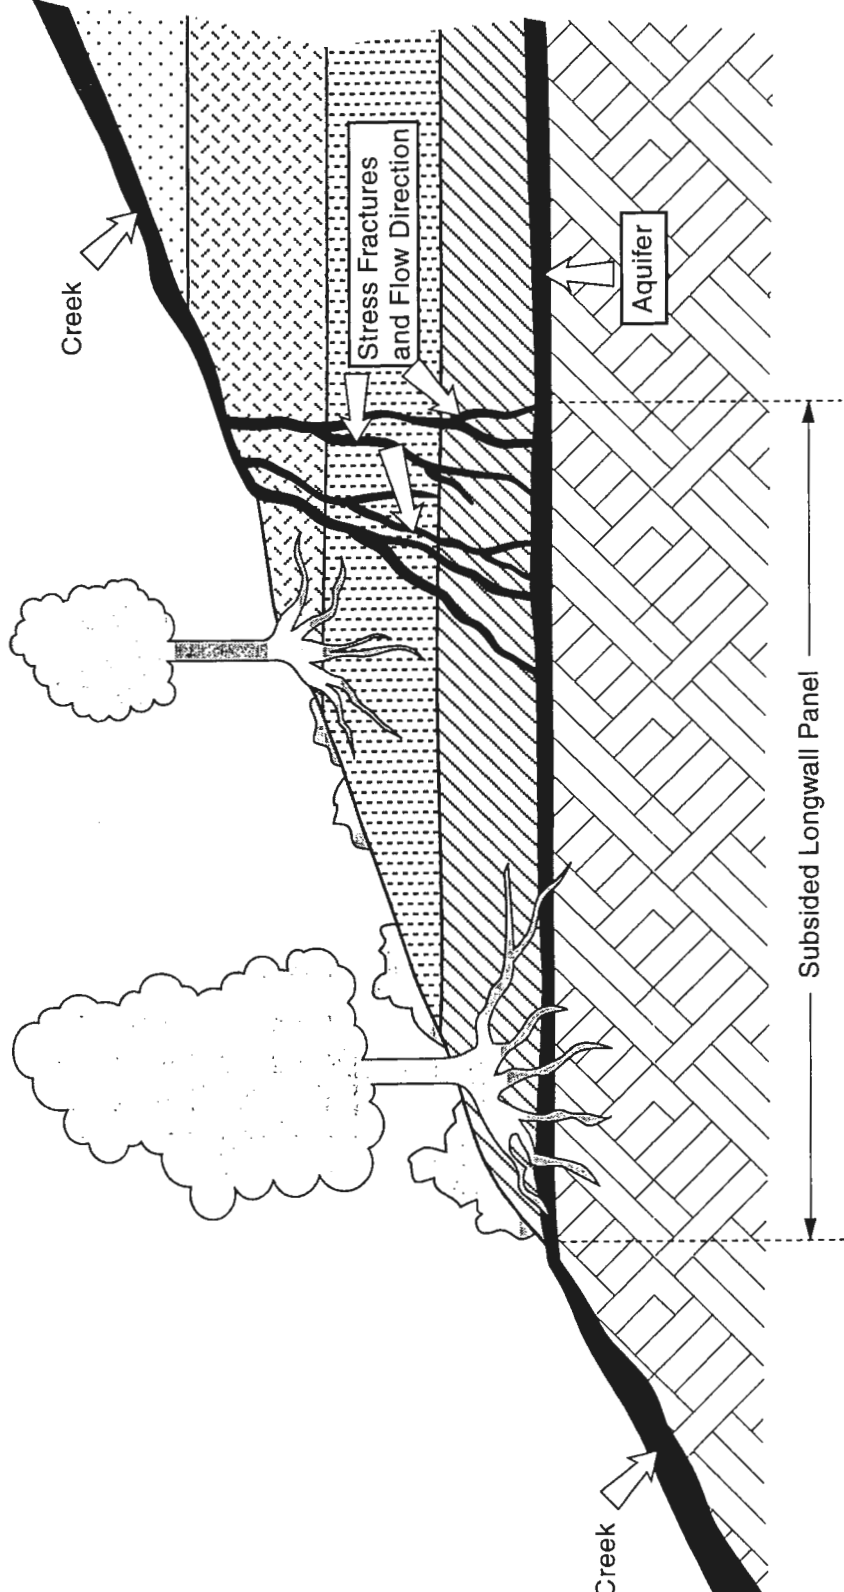 Creek
Stress Fractures
and Flow Direction
Aquifer
Subsided Longwall Panel
Creek